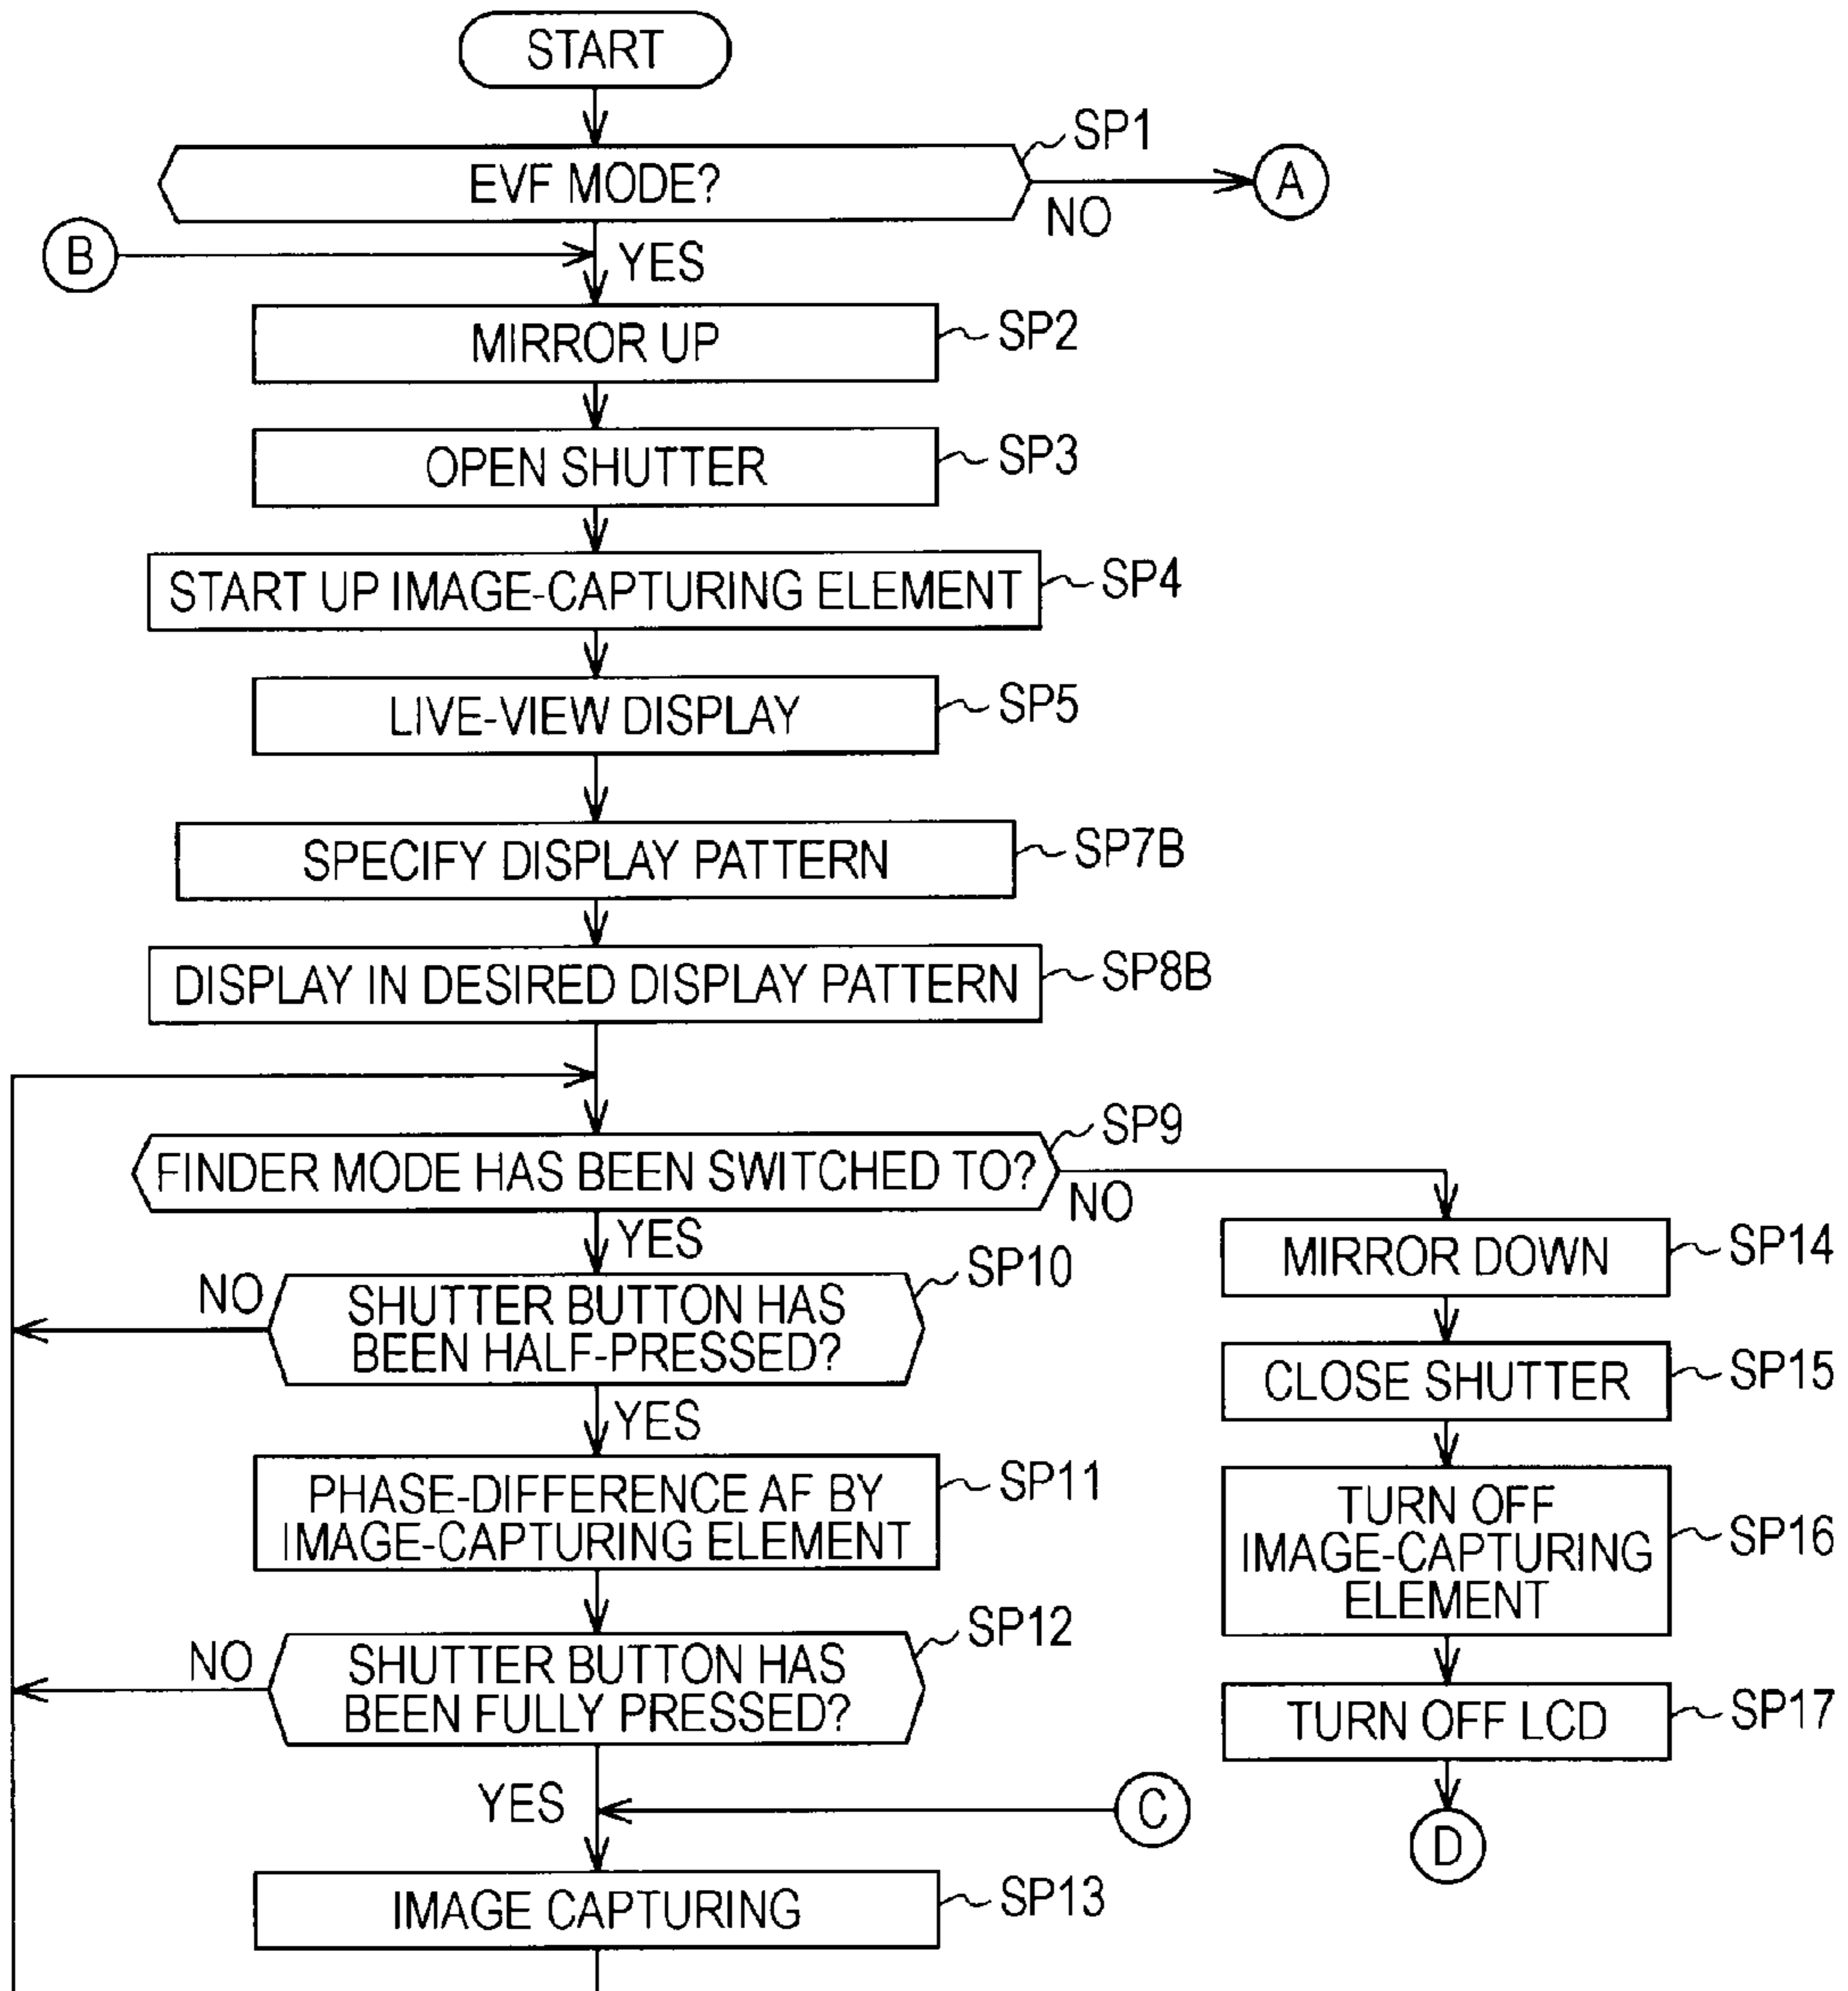 START
SP1
EVF MODE?
A
NO
B
YES
MIRROR UP
SP2
OPEN SHUTTER
SP3
START UP IMAGE-CAPTURING ELEMENT
SP4
LIVE-VIEW DISPLAY
SP5
SPECIFY DISPLAY PATTERN
SP7B
DISPLAY IN DESIRED DISPLAY PATTERN
SP8B
SP9
FINDER MODE HAS BEEN SWITCHED TO?
NO
YES
SP10
NO
SHUTTER BUTTON HAS
BEEN HALF-PRESSED?
YES
PHASE-DIFFERENCE AF BY
IMAGE-CAPTURING ELEMENT
SP11
SP12
NO
SHUTTER BUTTON HAS
BEEN FULLY PRESSED?
YES
C
IMAGE CAPTURING
SP13
MIRROR DOWN
SP14
CLOSE SHUTTER
SP15
TURN OFF
IMAGE-CAPTURING
ELEMENT
SP16
TURN OFF LCD
SP17
D